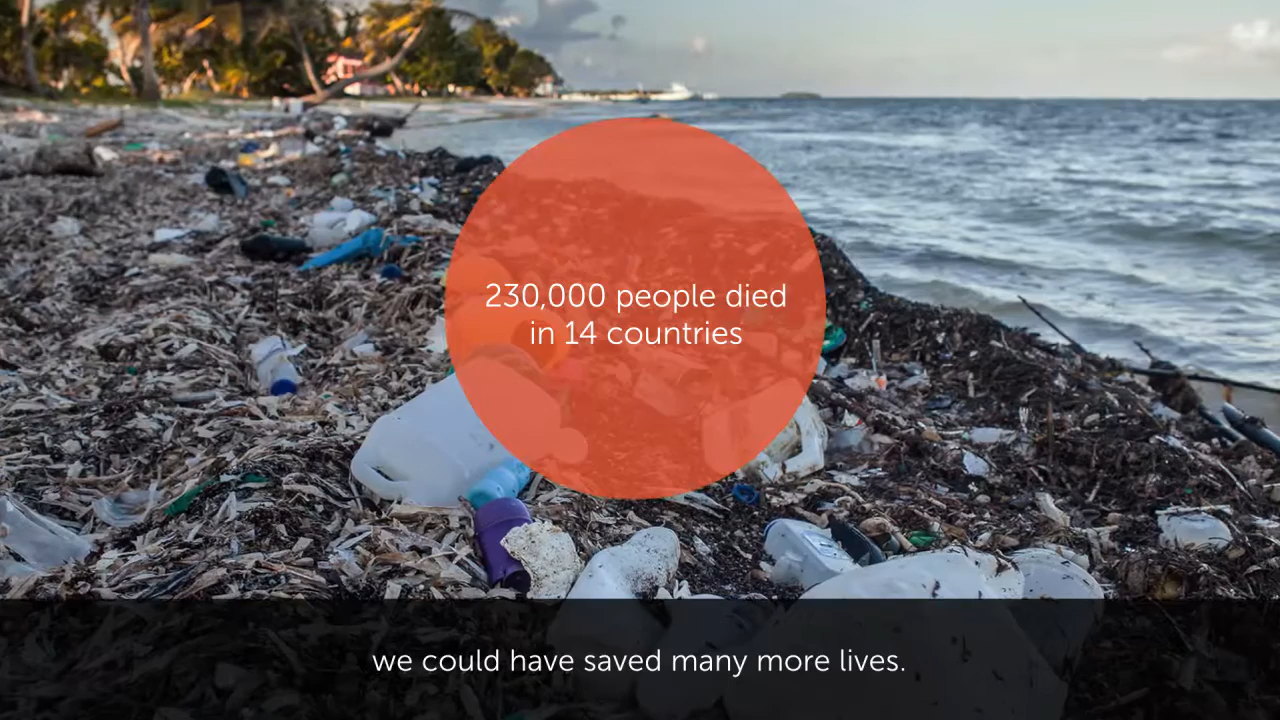 230,000 people died
in 14 countries
we could have saved many more lives.